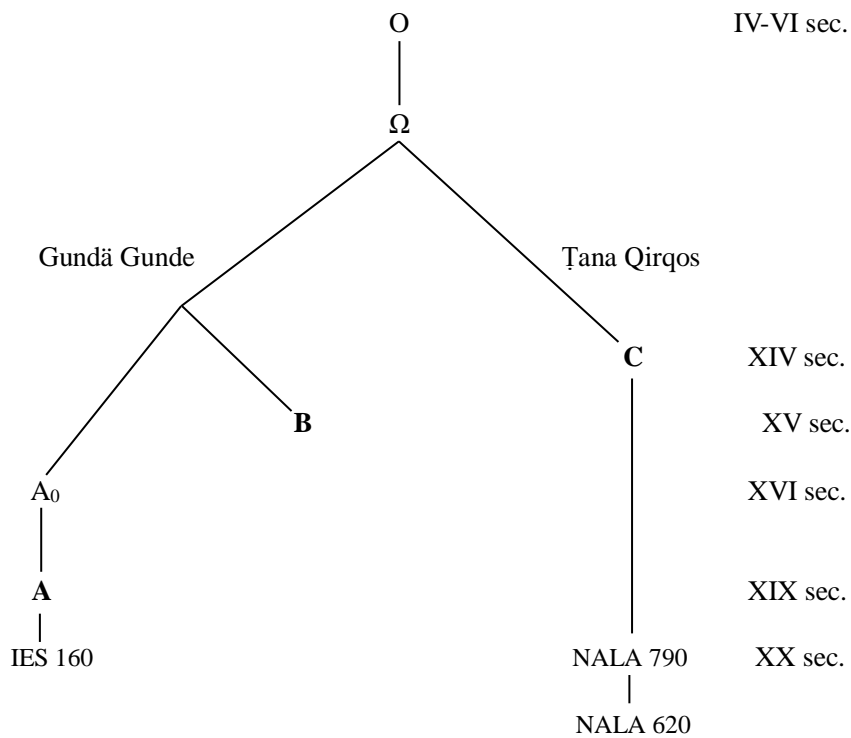 O IV-VI sec.
Ω
Gundä Gunde Ṭana Qirqos
C XIV sec.
B XV sec.
A₀ XVI sec.
A XIX sec.
IES 160 NALA 790 XX sec.
NALA 620